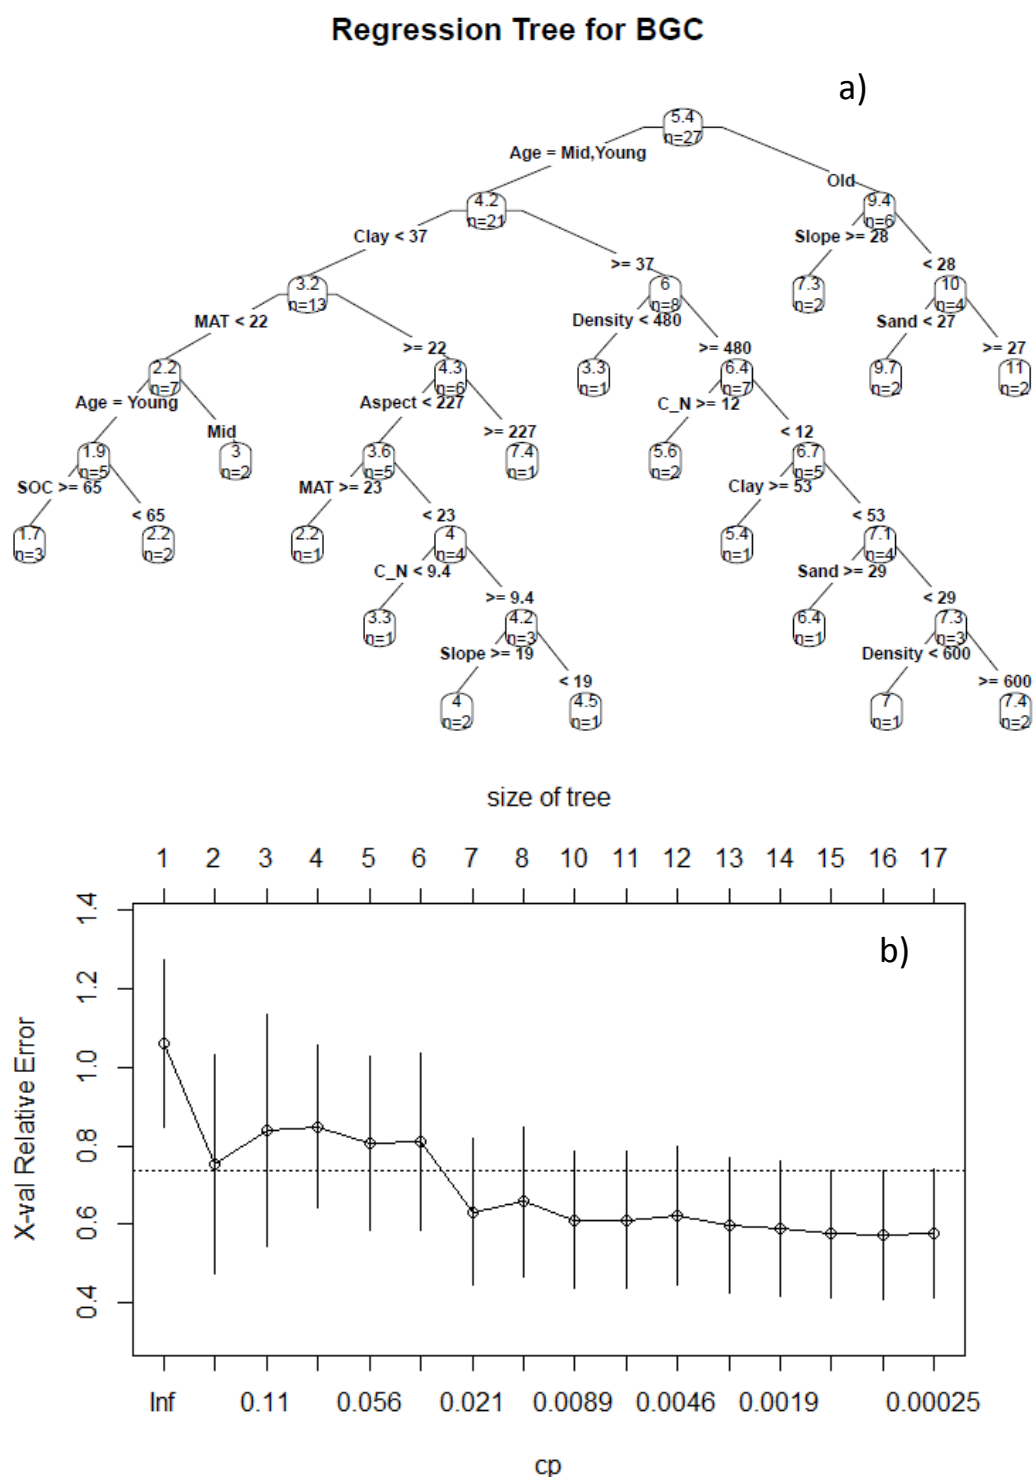 Regression Tree for BGC
a)
5.4
n=27
Age = Mid,Young
Old
4.2
n=21
9.4
n=6
Clay < 37
>= 37
Slope >= 28
< 28
3.2
n=13
6
n=8
7.3
n=2
10
n=4
MAT < 22
>= 22
Density < 480
>= 480
Sand < 27
>= 27
2.2
n=7
4.3
n=6
3.3
n=1
6.4
n=7
9.7
n=2
11
n=2
Age = Young
Mid
Aspect < 227
>= 227
C_N >= 12
< 12
1.9
n=5
3
n=2
3.6
n=5
7.4
n=1
5.6
n=2
6.7
n=5
SOC >= 65
< 65
MAT >= 23
< 23
Clay >= 53
< 53
1.7
n=3
2.2
n=2
2.2
n=1
4
n=4
5.4
n=1
7.1
n=4
C_N < 9.4
>= 9.4
Sand >= 29
< 29
3.3
n=1
4.2
n=3
6.4
n=1
7.3
n=3
Slope >= 19
< 19
Density < 600
>= 600
4
n=2
4.5
n=1
7
n=1
7.4
n=2
size of tree
1 2 3 4 5 6 7 8 10 11 12 13 14 15 16 17
b)
X-val Relative Error
1.4
1.2
1.0
0.8
0.6
0.4
Inf 0.11 0.056 0.021 0.0089 0.0046 0.0019 0.00025
cp